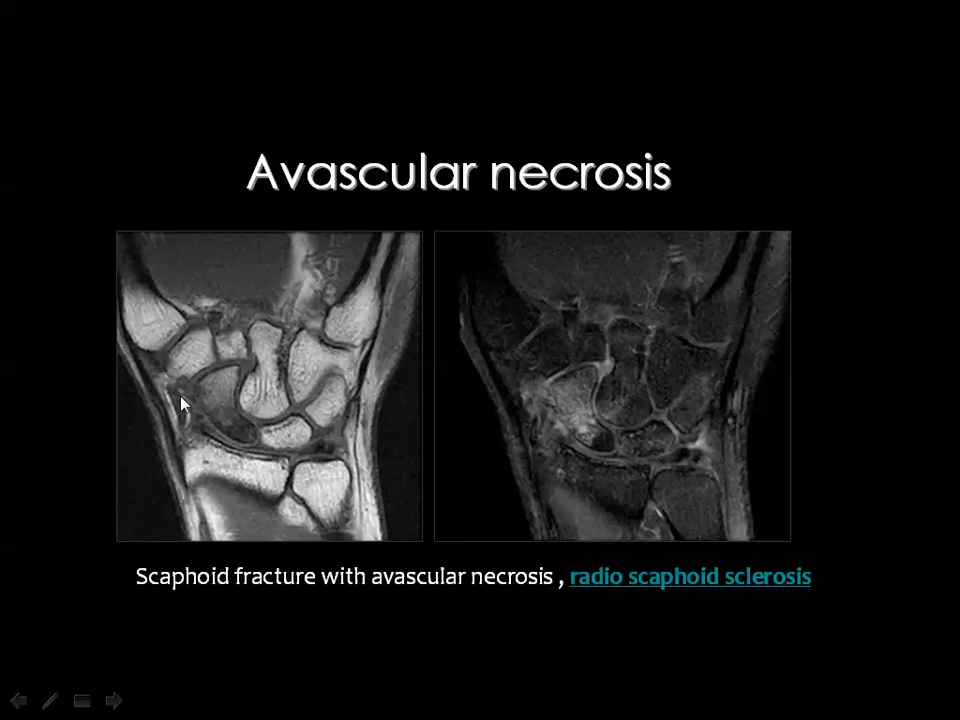 Avascular necrosis
Scaphoid fracture with avascular necrosis , radio scaphoid sclerosis